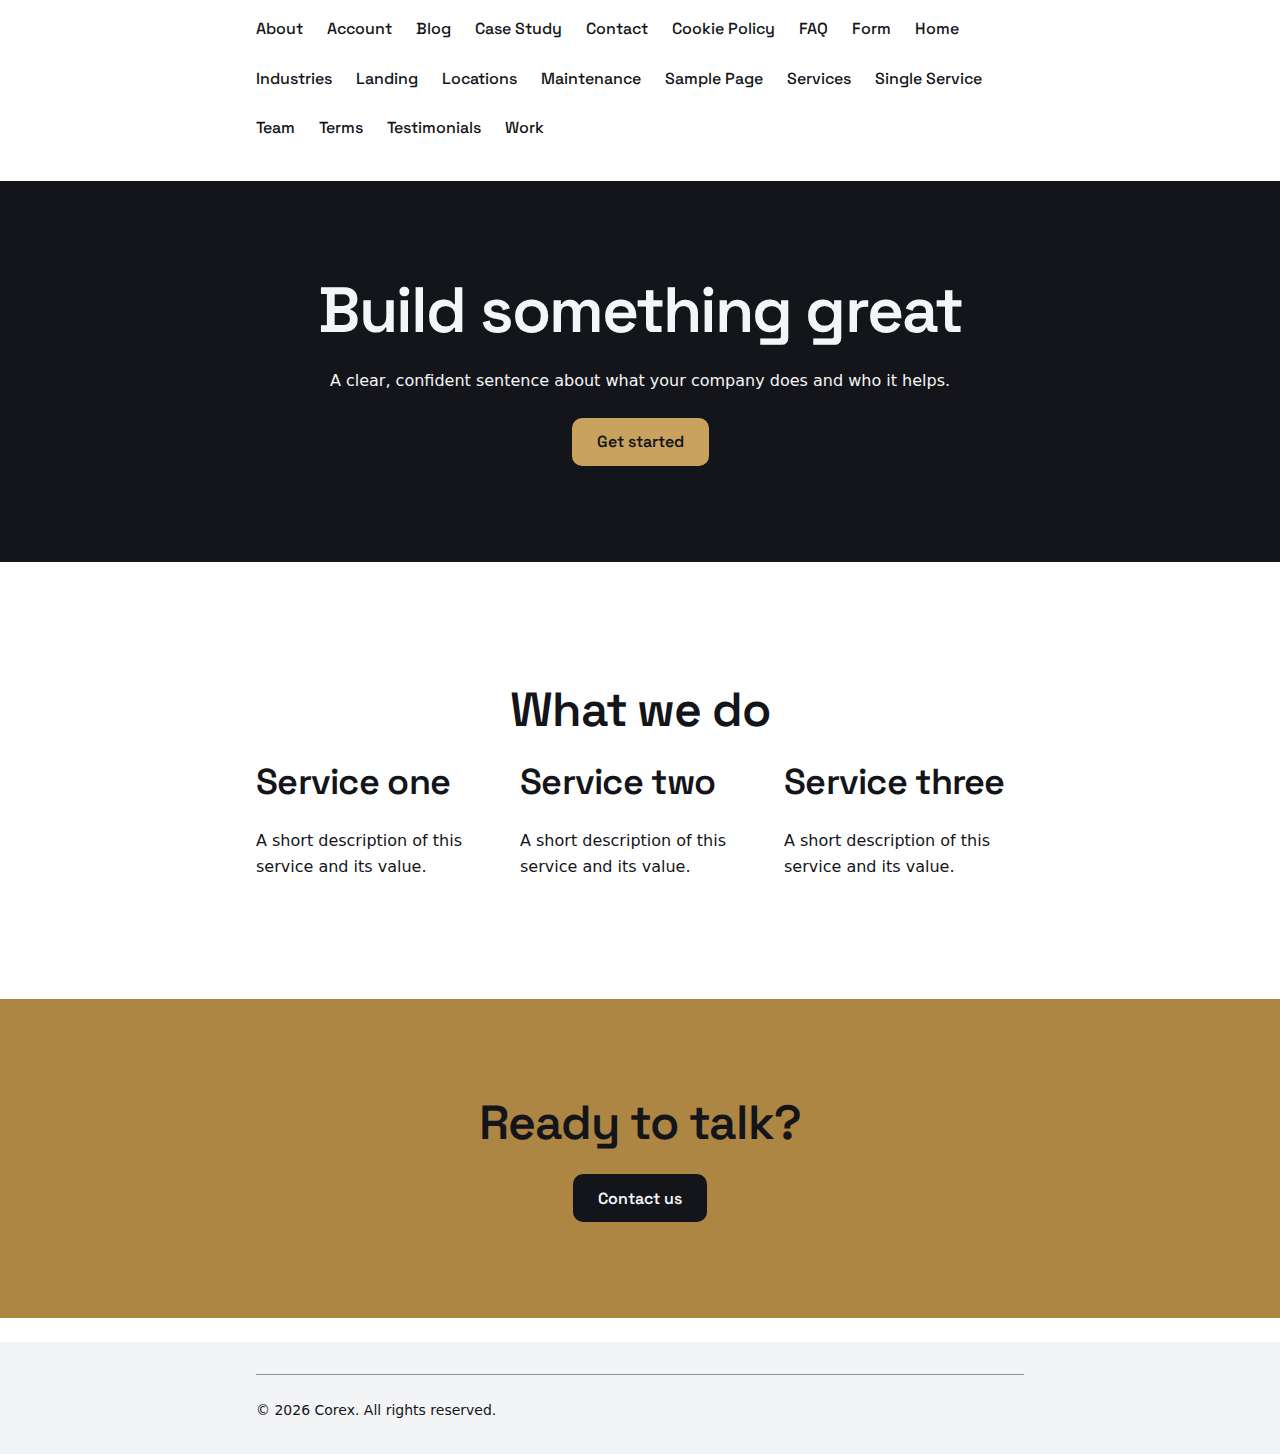 About Account Blog Case Study Contact Cookie Policy FAQ Form Home
Industries Landing Locations Maintenance Sample Page Services Single Service
Team Terms Testimonials Work
Build something great
A clear, confident sentence about what your company does and who it helps.
Get started
What we do
Service one
A short description of this
service and its value.
Service two
A short description of this
service and its value.
Service three
A short description of this
service and its value.
Ready to talk?
Contact us
© 2026 Corex. All rights reserved.